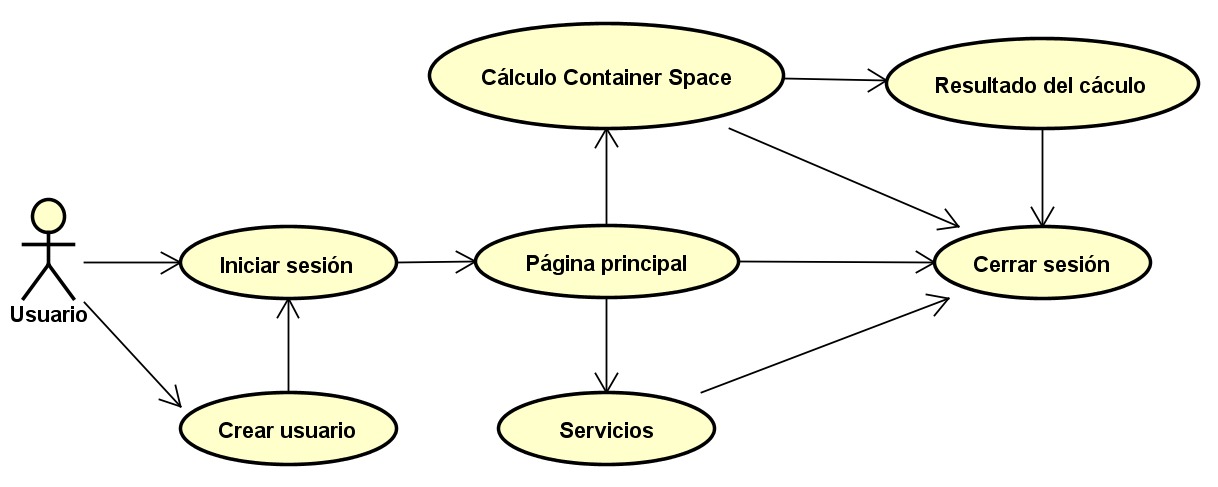 Cálculo Container Space
Resultado del cáculo
Iniciar sesión
Página principal
Cerrar sesión
Usuario
Crear usuario
Servicios